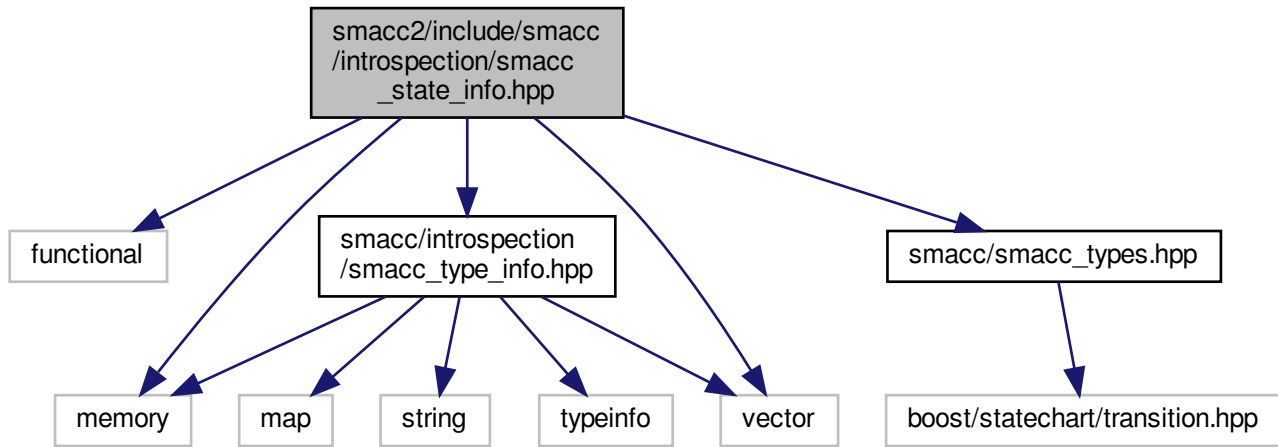 smacc2/include/smacc
/introspection/smacc
_state_info.hpp
functional
smacc/introspection
/smacc_type_info.hpp
smacc/smacc_types.hpp
memory
map
string
typeinfo
vector
boost/statechart/transition.hpp